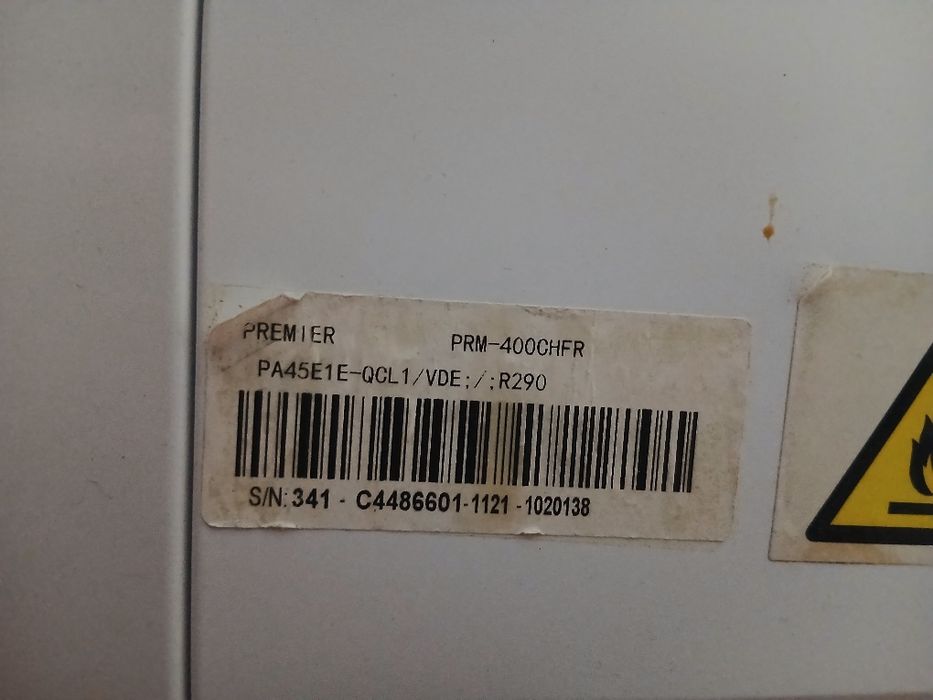 PREMIER PRM-400CHFR
PA45E1E-QCL1/VDE;/;R290
S/N: 341 - C4486601-1121 -1020138